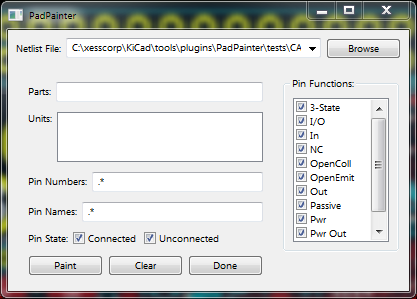 PadPainter
Netlist File: C:\xesscorp\KiCad\tools\plugins\PadPainter\tests\CA Browse
Parts:
Units:
Pin Numbers: .*
Pin Names: .*
Pin State: Connected Unconnected
Paint Clear Done
Pin Functions:
3-State
I/O
In
NC
OpenColl
OpenEmit
Out
Passive
Pwr
Pwr Out